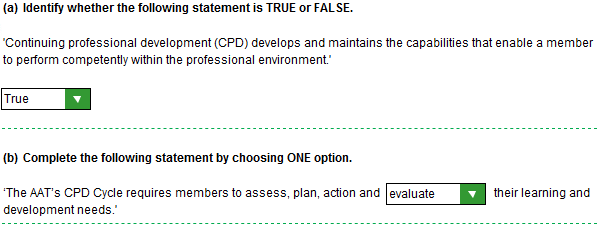 (a) Identify whether the following statement is TRUE or FALSE.
'Continuing professional development (CPD) develops and maintains the capabilities that enable a member
to perform competently within the professional environment.'
True
(b) Complete the following statement by choosing ONE option.
'The AAT's CPD Cycle requires members to assess, plan, action and evaluate their learning and
development needs.'